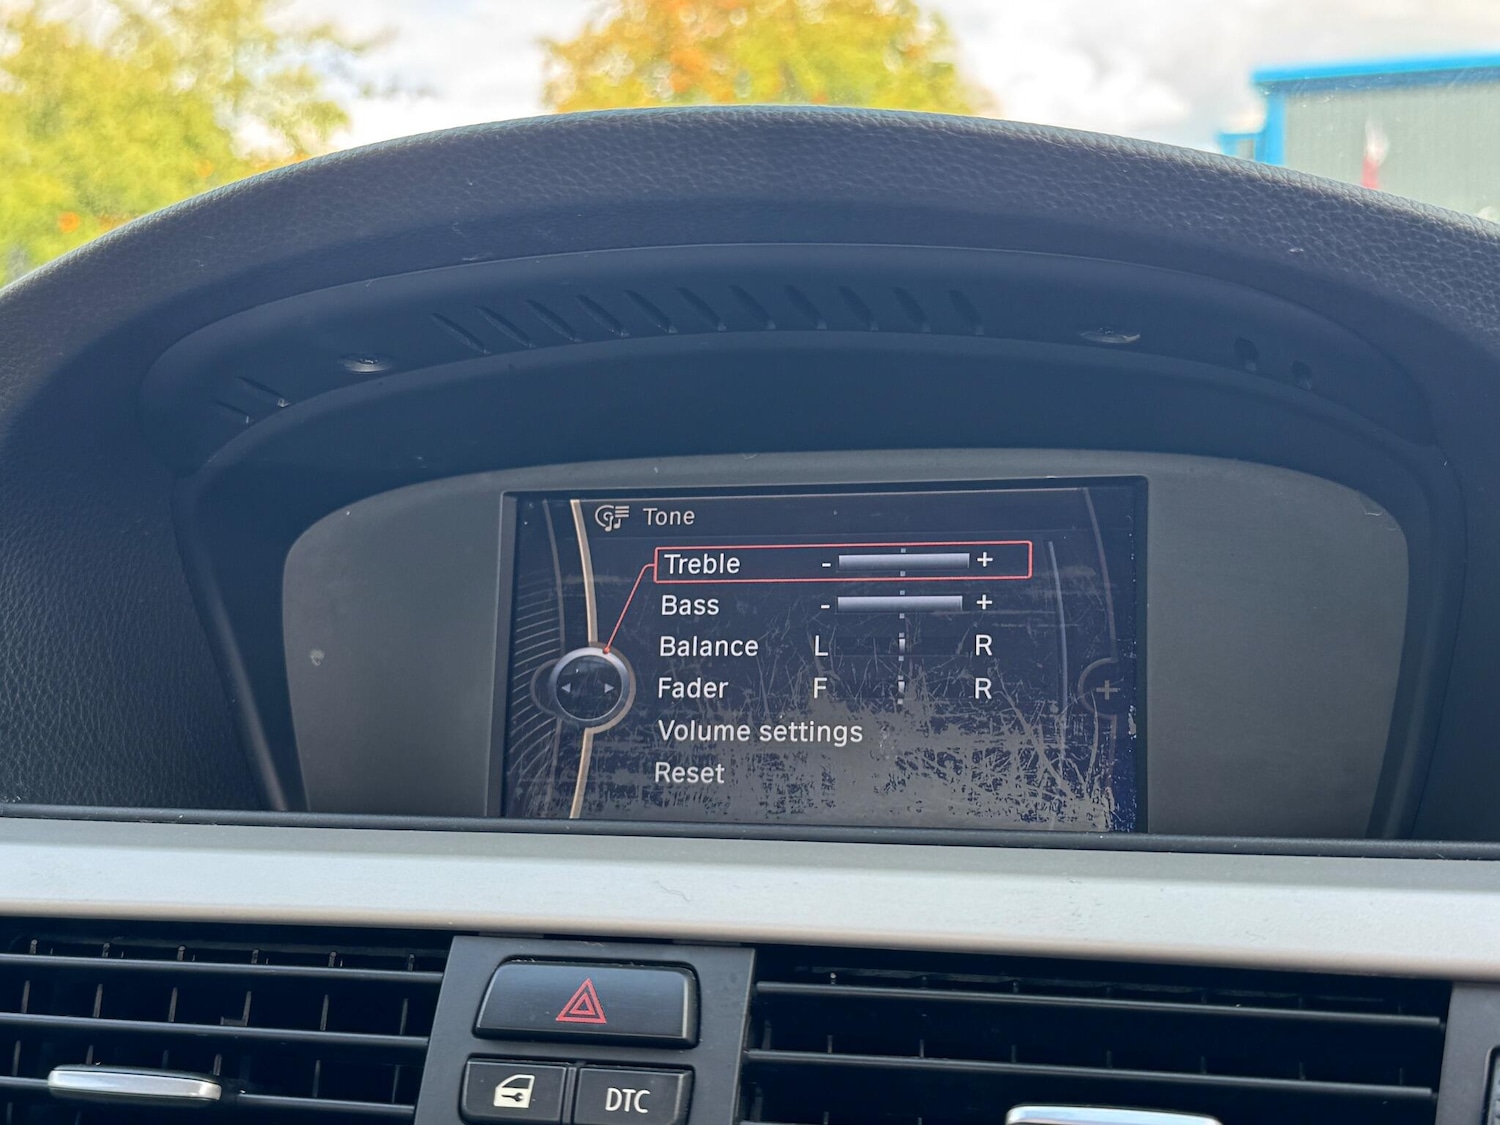 Tone
Treble - +
Bass - +
Balance L R
Fader F R
Volume settings
Reset
DTC